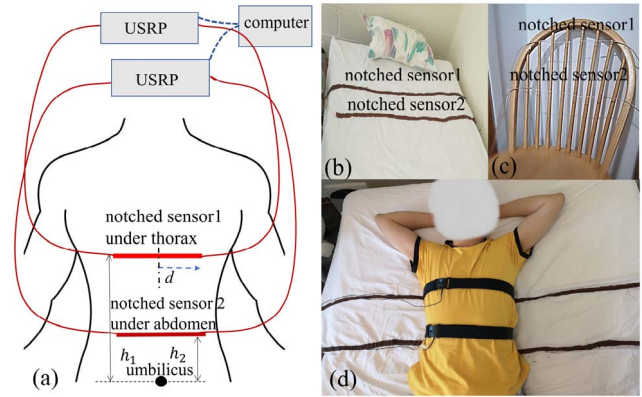 USRP
computer
USRP
notched sensor1
under thorax
d
notched sensor 2
under abdomen
h₁
h₂
umbilicus
(a)
notched sensor1
notched sensor2
(b)
notched sensor1
notched sensor2
(c)
(d)